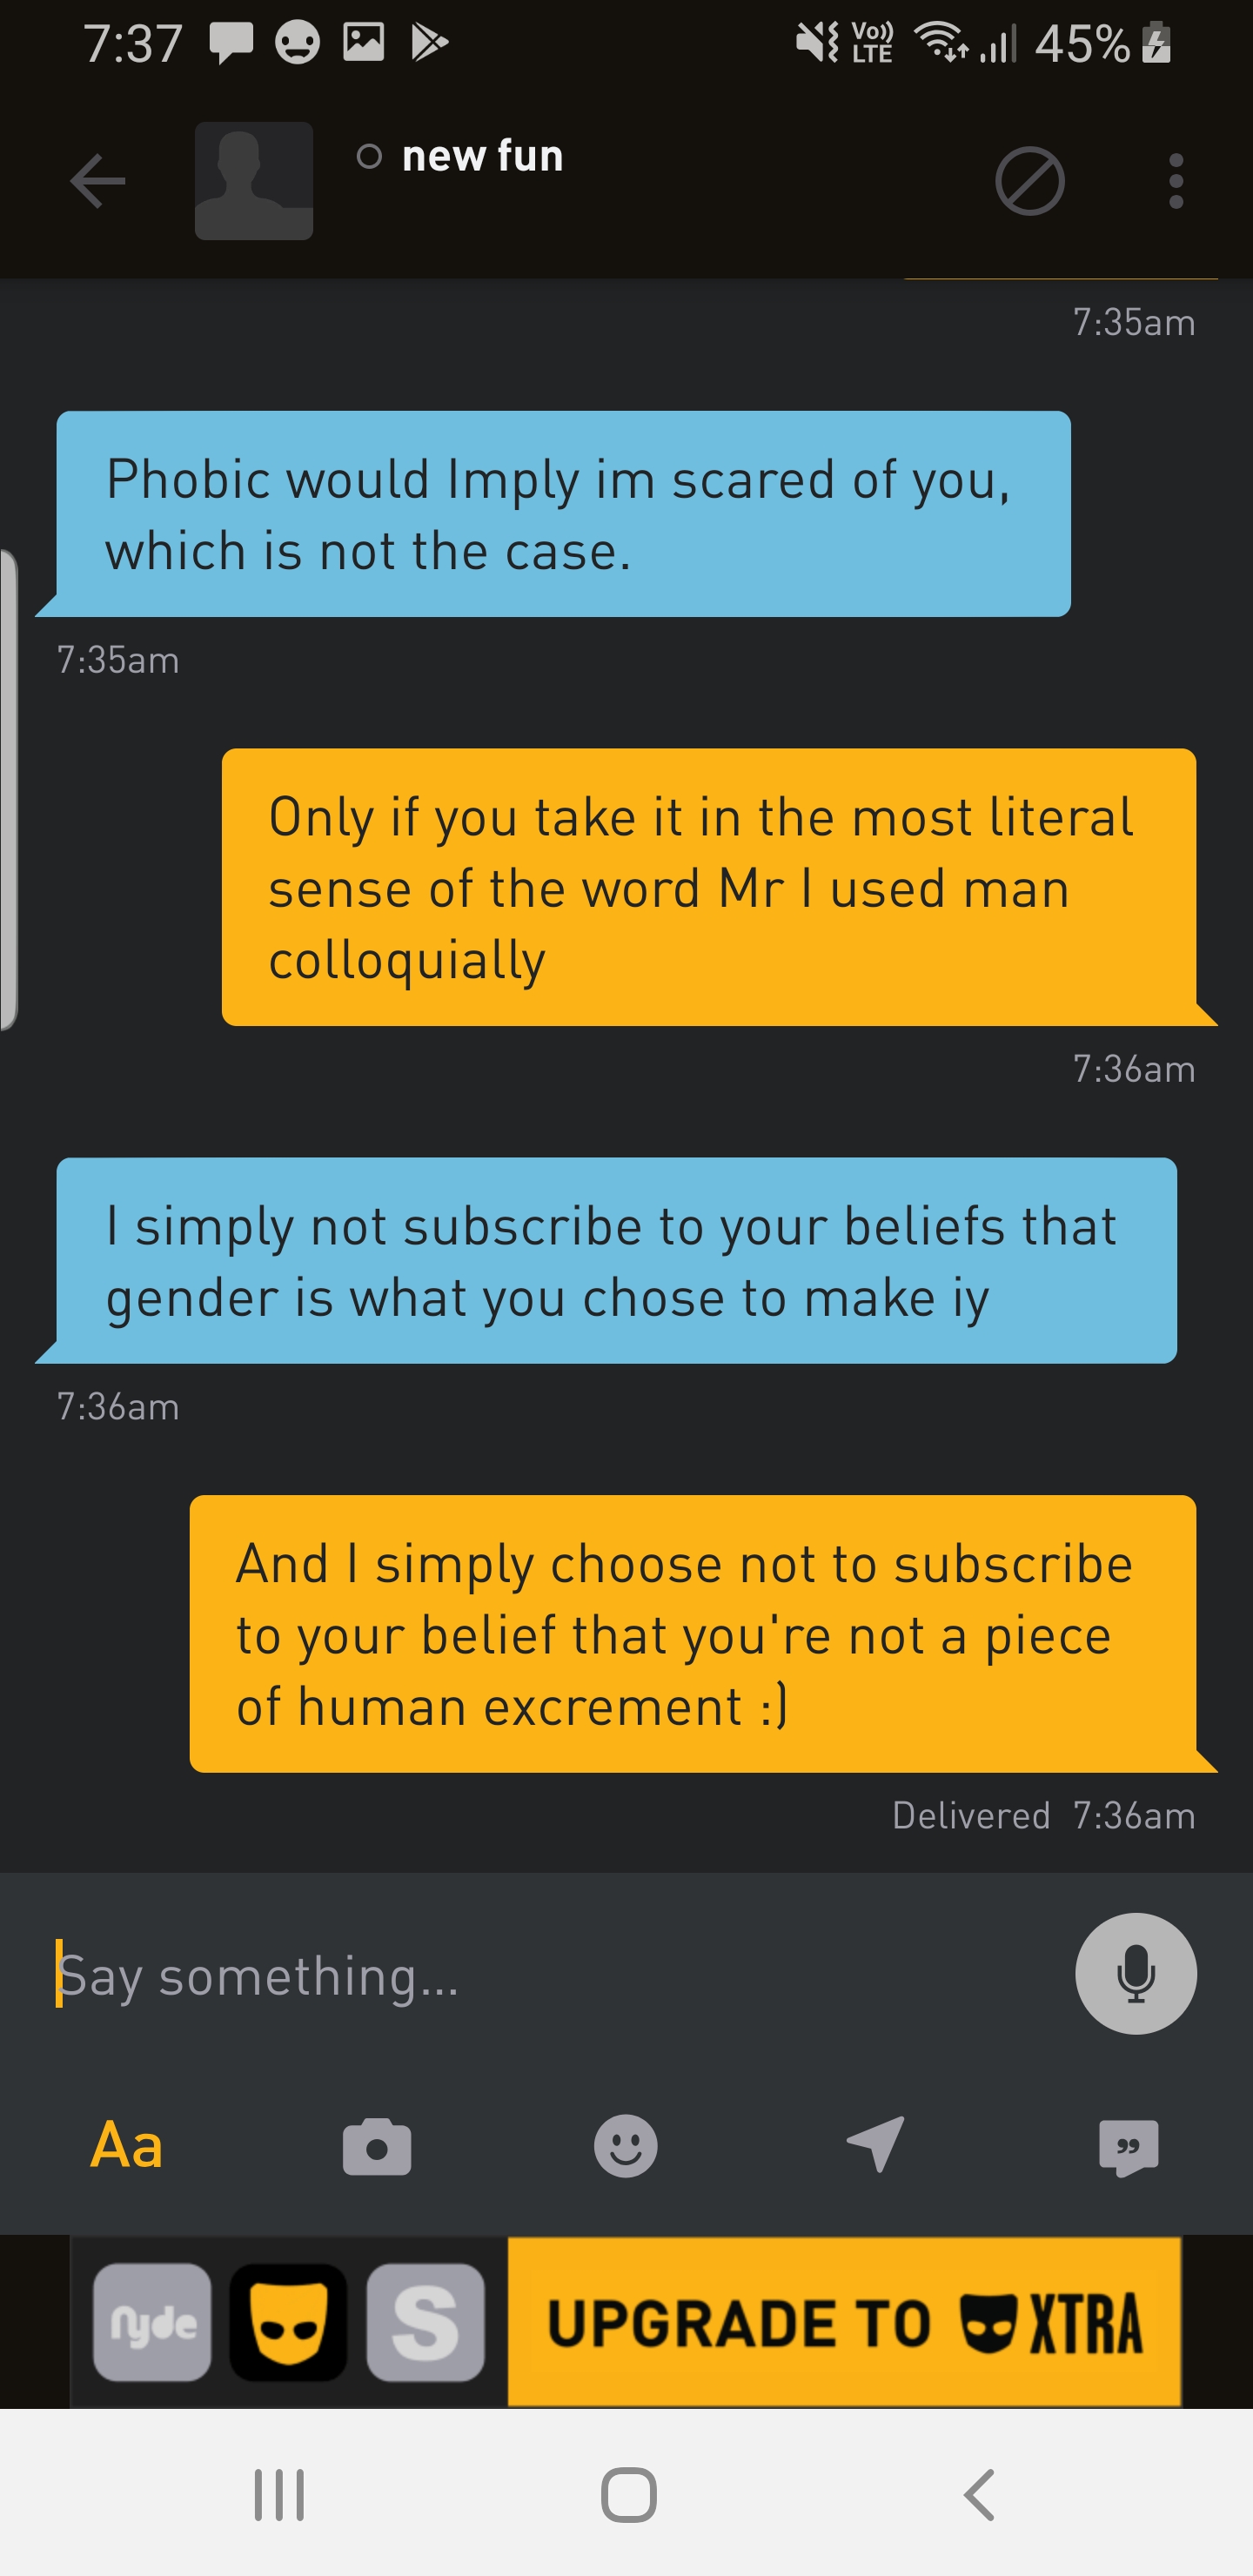 7:37 Vo)) LTE 45%
new fun
7:35am
Phobic would Imply im scared of you,
which is not the case.
7:35am
Only if you take it in the most literal
sense of the word Mr I used man
colloquially
7:36am
I simply not subscribe to your beliefs that
gender is what you chose to make iy
7:36am
And I simply choose not to subscribe
to your belief that you're not a piece
of human excrement :)
Delivered 7:36am
Say something...
Aa
nyde S UPGRADE TO XTRA